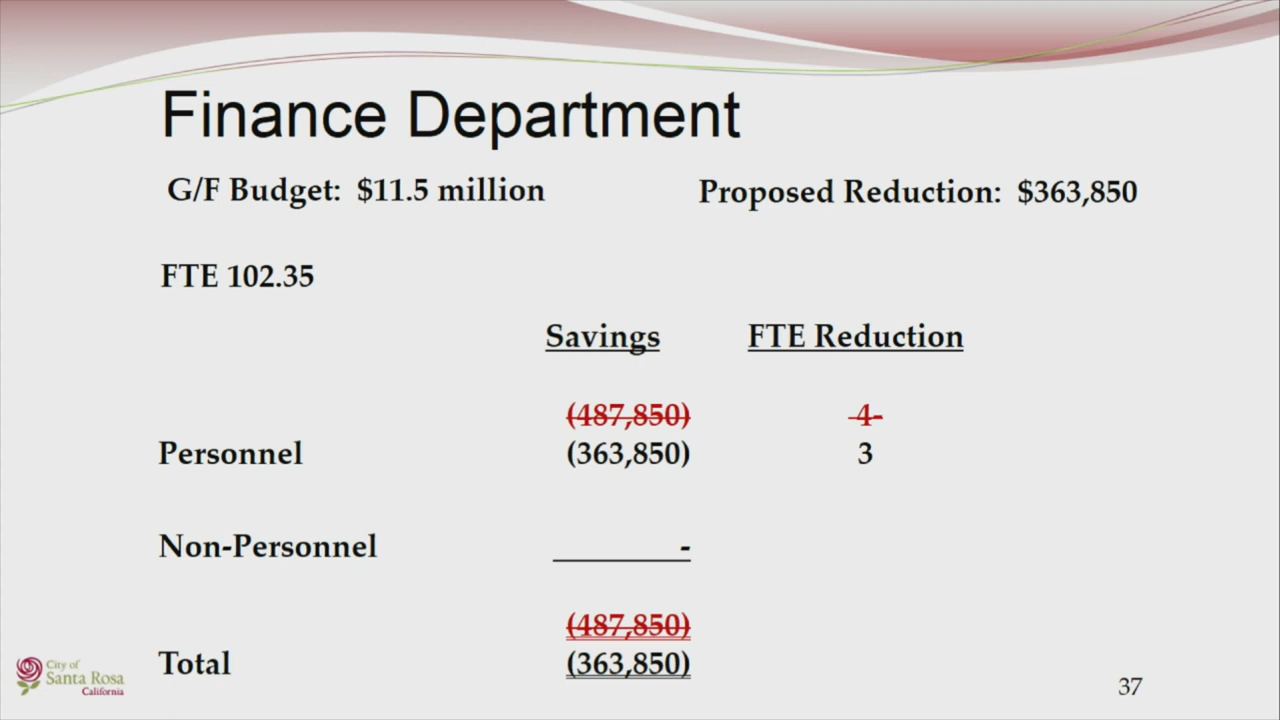 Finance Department
G/F Budget: $11.5 million Proposed Reduction: $363,850
FTE 102.35
Savings FTE Reduction
(487,850) -4-
Personnel (363,850) 3
Non-Personnel -
(487,850)
Total (363,850)
City of
Santa Rosa
California
37